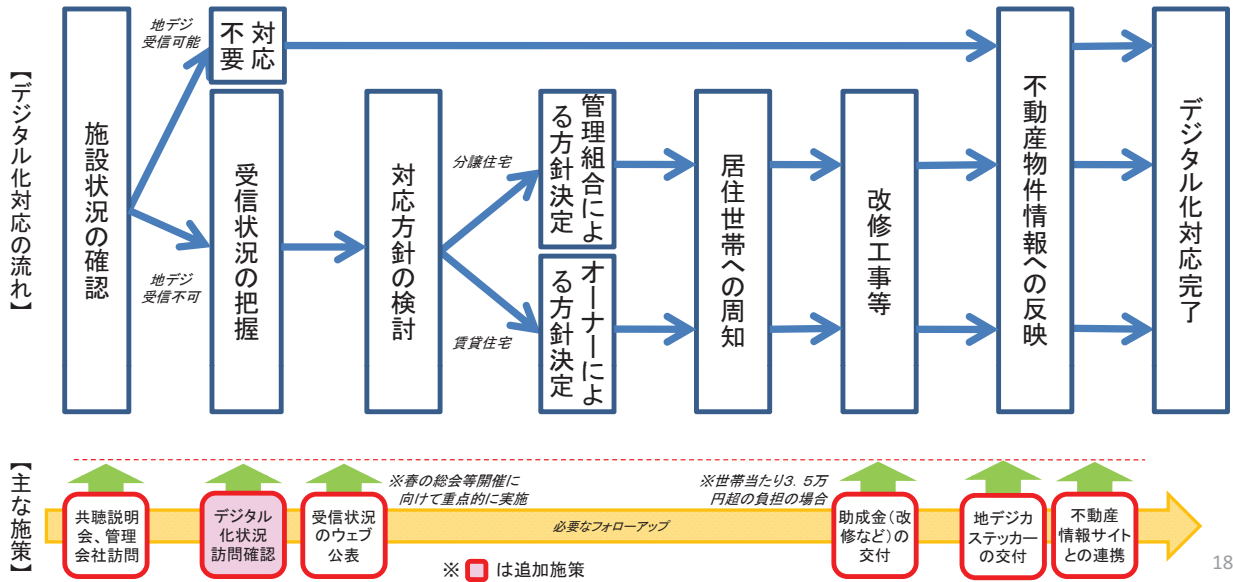 【デジタル化対応の流れ】
施設状況の確認
地デジ
受信可能
対応
不要
地デジ
受信不可
受信状況の把握
対応方針の検討
分譲住宅
管理組合によ
る方針決定
賃貸住宅
オーナーによ
る方針決定
居住世帯への周知
改修工事等
不動産物件情報への反映
デジタル化対応完了
【主な施策】
共聴説明
会、管理
会社訪問
デジタル
化状況
訪問確認
受信状況
のウェブ
公表
※春の総会等開催に
向けて重点的に実施
必要なフォローアップ
※世帯当たり3.5万
円超の負担の場合
助成金(改
修など)の
交付
地デジカ
ステッカー
の交付
不動産
情報サイト
との連携
※ は追加施策
18